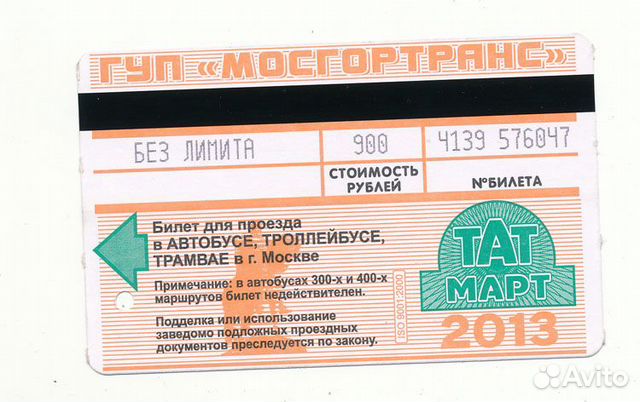 ГУП «МОСГОРТРАНС»
БЕЗ ЛИМИТА
900
4139 576047
СТОИМОСТЬ
РУБЛЕЙ
№БИЛЕТА
Билет для проезда
в АВТОБУСЕ, ТРОЛЛЕЙБУСЕ,
ТРАМВАЕ в г. Москве
Примечание: в автобусах 300-х и 400-х
маршрутов билет недействителен.
Подделка или использование
заведомо подложных проездных
документов преследуется по закону.
ISO 9001:2000
ТАТ
МАРТ
2013
Avito